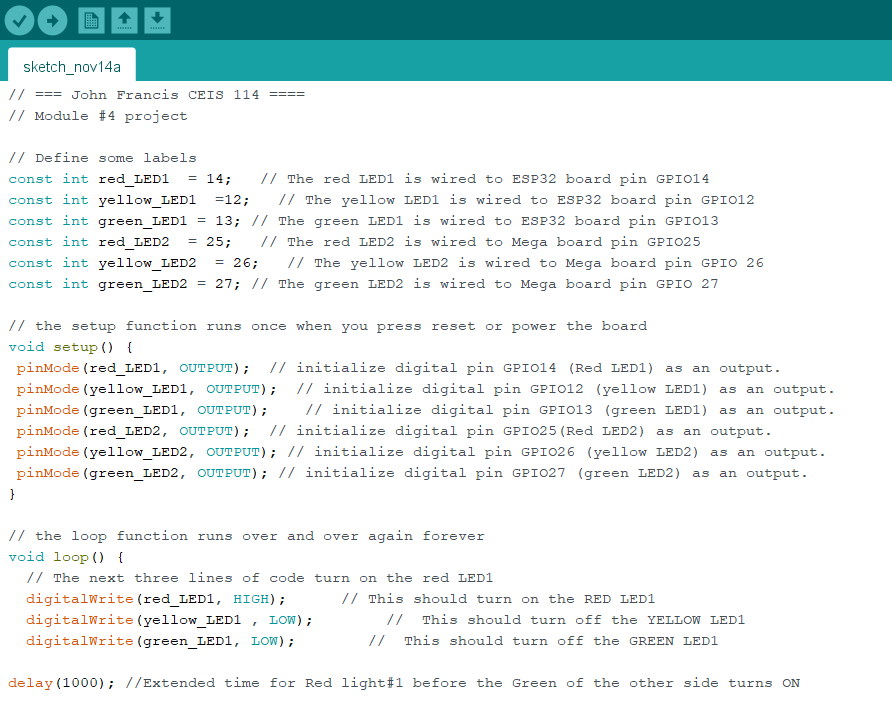 sketch_nov14a
// === John Francis CEIS 114 ====
// Module #4 project
// Define some labels
const int red_LED1  = 14;   // The red LED1 is wired to ESP32 board pin GPIO14
const int yellow_LED1  =12;   // The yellow LED1 is wired to ESP32 board pin GPIO12
const int green_LED1 = 13; // The green LED1 is wired to ESP32 board pin GPIO13
const int red_LED2  = 25;   // The red LED2 is wired to Mega board pin GPIO25
const int yellow_LED2  = 26;   // The yellow LED2 is wired to Mega board pin GPIO 26
const int green_LED2 = 27; // The green LED2 is wired to Mega board pin GPIO 27
// the setup function runs once when you press reset or power the board
void setup() {
 pinMode(red_LED1, OUTPUT);  // initialize digital pin GPIO14 (Red LED1) as an output.
 pinMode(yellow_LED1, OUTPUT);  // initialize digital pin GPIO12 (yellow LED1) as an output.
 pinMode(green_LED1, OUTPUT);    // initialize digital pin GPIO13 (green LED1) as an output.
 pinMode(red_LED2, OUTPUT);  // initialize digital pin GPIO25(Red LED2) as an output.
 pinMode(yellow_LED2, OUTPUT); // initialize digital pin GPIO26 (yellow LED2) as an output.
 pinMode(green_LED2, OUTPUT); // initialize digital pin GPIO27 (green LED2) as an output.
}
// the loop function runs over and over again forever
void loop() {
  // The next three lines of code turn on the red LED1
  digitalWrite(red_LED1, HIGH);      // This should turn on the RED LED1
  digitalWrite(yellow_LED1 , LOW);        //  This should turn off the YELLOW LED1
  digitalWrite(green_LED1, LOW);        //  This should turn off the GREEN LED1
delay(1000); //Extended time for Red light#1 before the Green of the other side turns ON